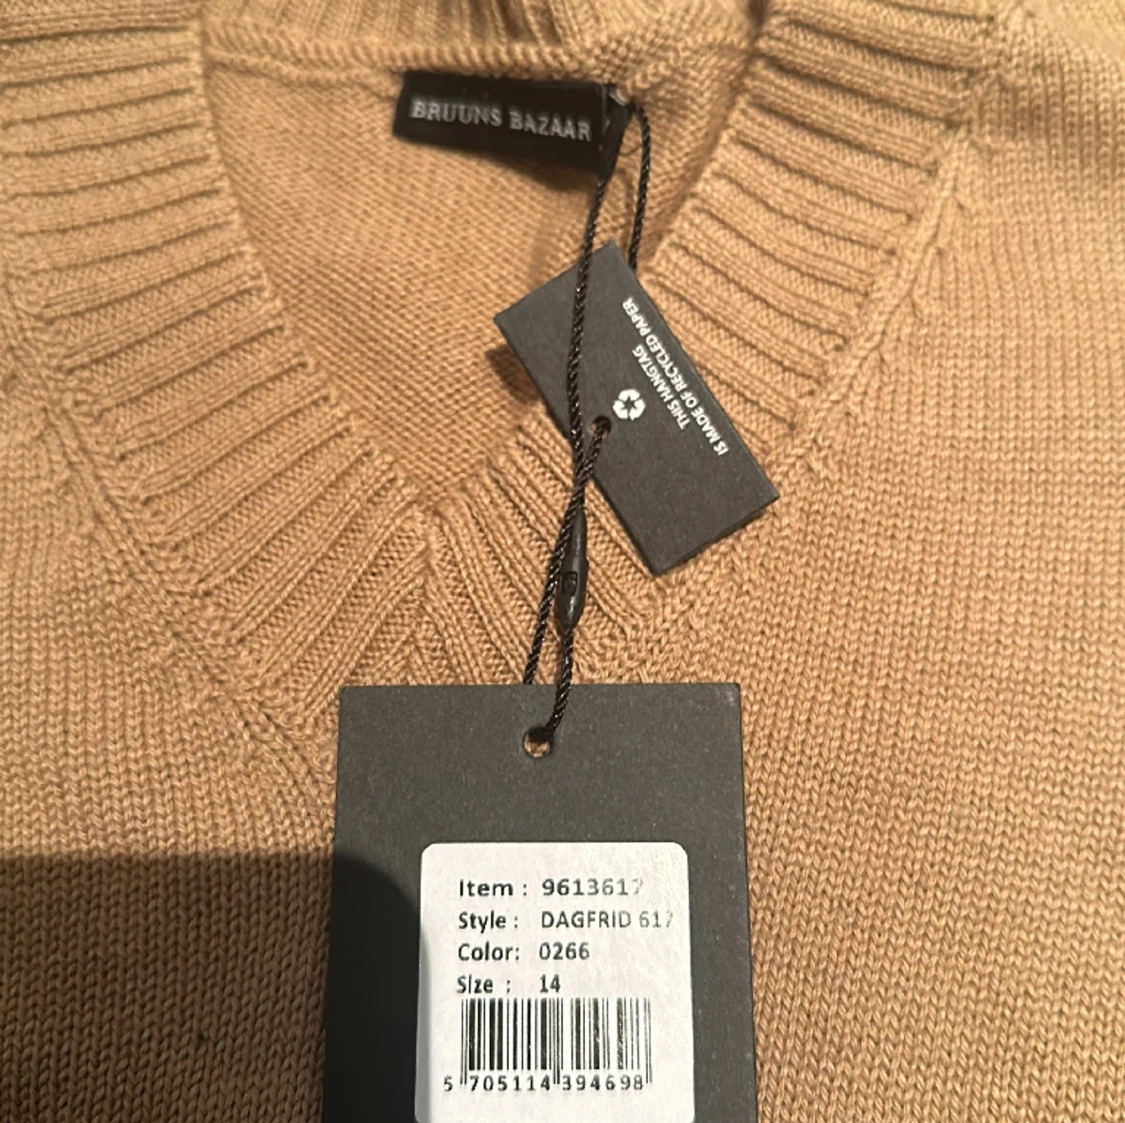 BRUUNS BAZAAR
THIS HANGTAG
IS MADE OF RECYCLED PAPER
Item : 9613617
Style : DAGFRID 617
Color: 0266
Size : 14
5 705114 394698